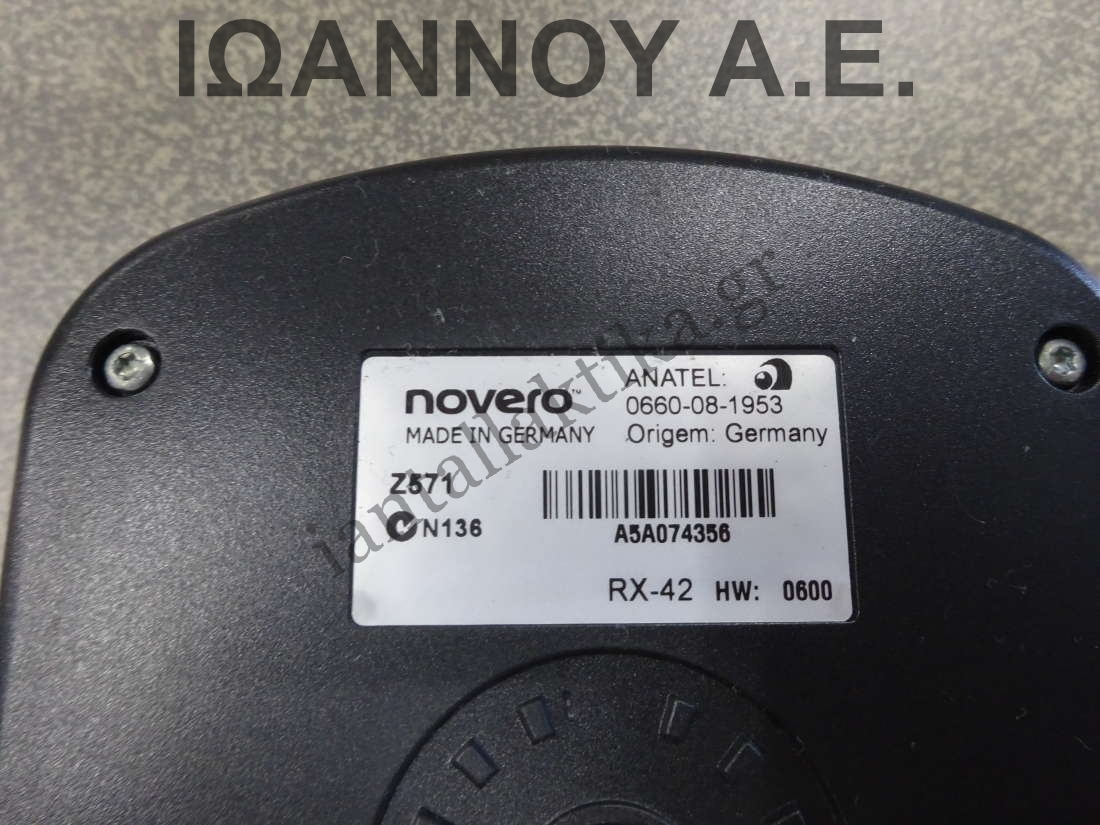 ΙΩΑΝΝΟΥ Α.Ε.
iantallaktika.gr
novero™
MADE IN GERMANY
ANATEL:
0660-08-1953
Origem: Germany
Z571
N136
A5A074356
RX-42 HW: 0600